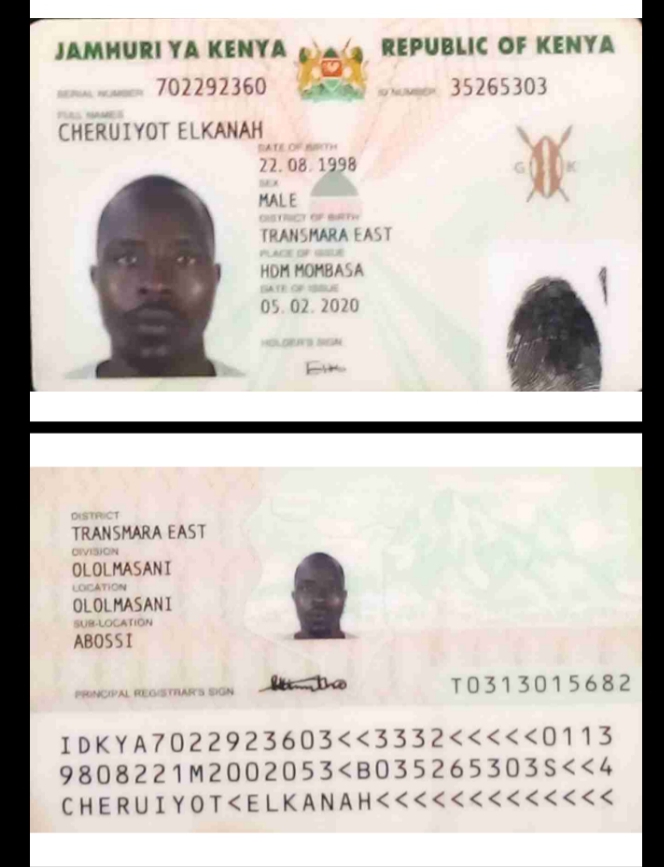 JAMHURI YA KENYA REPUBLIC OF KENYA
SERIAL NUMBER 702292360 ID NUMBER 35265303
FULL NAMES
CHERUIYOT ELKANAH
DATE OF BIRTH
22. 08. 1998
SEX
MALE
G K
DISTRICT OF BIRTH
TRANSMARA EAST
PLACE OF ISSUE
HDM MOMBASA
DATE OF ISSUE
05. 02. 2020
HOLDER'S SIGN.
DISTRICT
TRANSMARA EAST
DIVISION
OLOLMASANI
LOCATION
OLOLMASANI
SUB-LOCATION
ABOSSI
PRINCIPAL REGISTRAR'S SIGN. T0313015682
IDKYA7022923603<<3332<<<<<0113
9808221M2002053<B035265303S<<4
CHERUIYOT<ELKANAH<<<<<<<<<<<<<